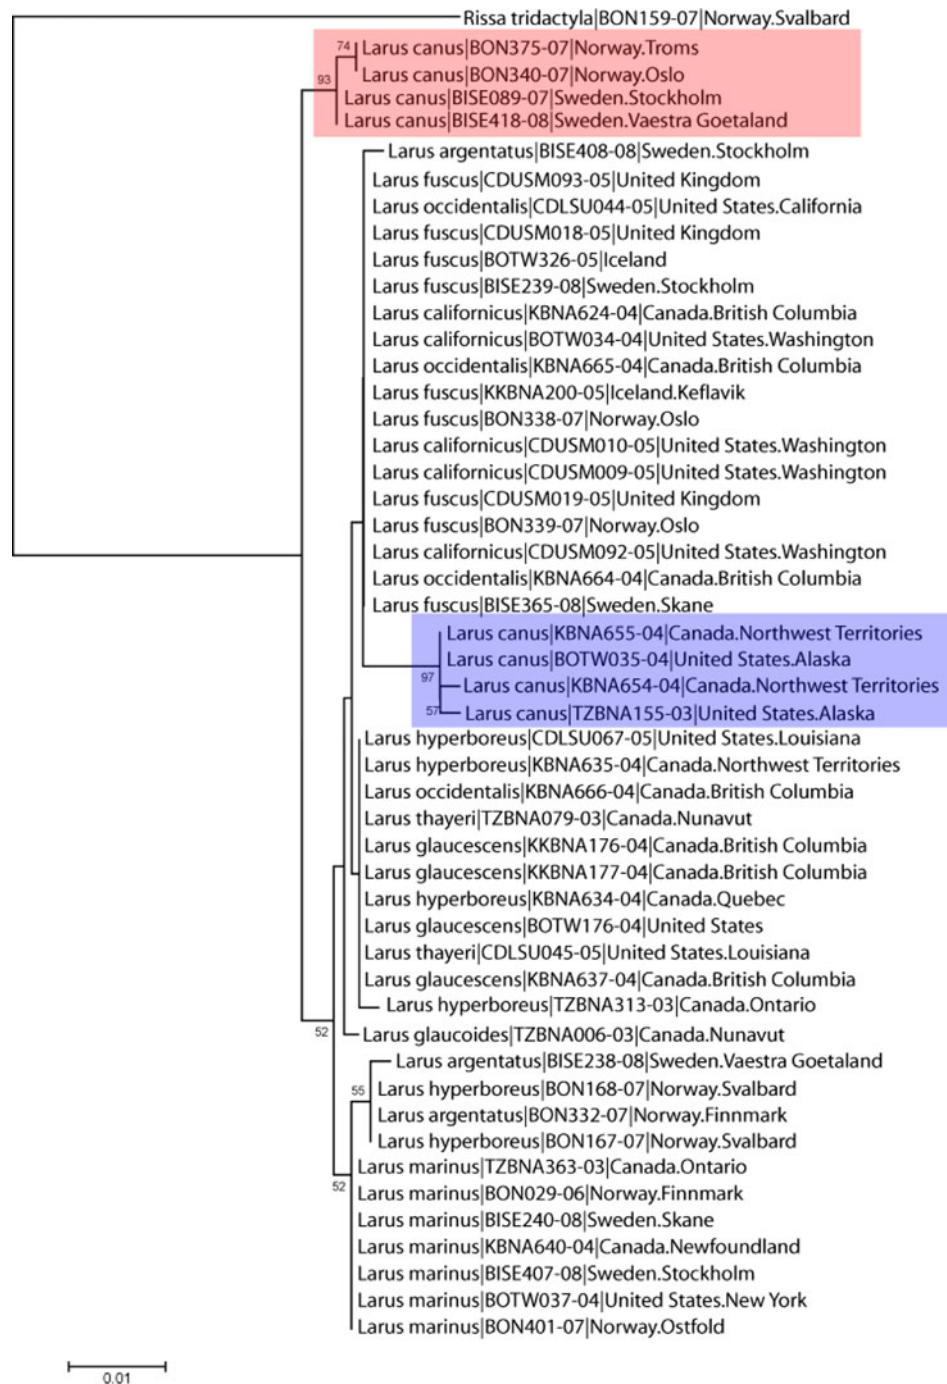 Rissa tridactyla|BON159-07|Norway.Svalbard
74
Larus canus|BON375-07|Norway.Troms
93
Larus canus|BON340-07|Norway.Oslo
Larus canus|BISE089-07|Sweden.Stockholm
Larus canus|BISE418-08|Sweden.Vaestra Goetaland
Larus argentatus|BISE408-08|Sweden.Stockholm
Larus fuscus|CDUSM093-05|United Kingdom
Larus occidentalis|CDLSU044-05|United States.California
Larus fuscus|CDUSM018-05|United Kingdom
Larus fuscus|BOTW326-05|Iceland
Larus fuscus|BISE239-08|Sweden.Stockholm
Larus californicus|KBNA624-04|Canada.British Columbia
Larus californicus|BOTW034-04|United States.Washington
Larus occidentalis|KBNA665-04|Canada.British Columbia
Larus fuscus|KKBNA200-05|Iceland.Keflavik
Larus fuscus|BON338-07|Norway.Oslo
Larus californicus|CDUSM010-05|United States.Washington
Larus californicus|CDUSM009-05|United States.Washington
Larus fuscus|CDUSM019-05|United Kingdom
Larus fuscus|BON339-07|Norway.Oslo
Larus californicus|CDUSM092-05|United States.Washington
Larus occidentalis|KBNA664-04|Canada.British Columbia
Larus fuscus|BISE365-08|Sweden.Skane
Larus canus|KBNA655-04|Canada.Northwest Territories
Larus canus|BOTW035-04|United States.Alaska
97
Larus canus|KBNA654-04|Canada.Northwest Territories
57
Larus canus|TZBNA155-03|United States.Alaska
Larus hyperboreus|CDLSU067-05|United States.Louisiana
Larus hyperboreus|KBNA635-04|Canada.Northwest Territories
Larus occidentalis|KBNA666-04|Canada.British Columbia
Larus thayeri|TZBNA079-03|Canada.Nunavut
Larus glaucescens|KKBNA176-04|Canada.British Columbia
Larus glaucescens|KKBNA177-04|Canada.British Columbia
Larus hyperboreus|KBNA634-04|Canada.Quebec
Larus glaucescens|BOTW176-04|United States
Larus thayeri|CDLSU045-05|United States.Louisiana
Larus glaucescens|KBNA637-04|Canada.British Columbia
Larus hyperboreus|TZBNA313-03|Canada.Ontario
52
Larus glaucoides|TZBNA006-03|Canada.Nunavut
Larus argentatus|BISE238-08|Sweden.Vaestra Goetaland
55
Larus hyperboreus|BON168-07|Norway.Svalbard
Larus argentatus|BON332-07|Norway.Finnmark
Larus hyperboreus|BON167-07|Norway.Svalbard
Larus marinus|TZBNA363-03|Canada.Ontario
52
Larus marinus|BON029-06|Norway.Finnmark
Larus marinus|BISE240-08|Sweden.Skane
Larus marinus|KBNA640-04|Canada.Newfoundland
Larus marinus|BISE407-08|Sweden.Stockholm
Larus marinus|BOTW037-04|United States.New York
Larus marinus|BON401-07|Norway.Ostfold
0.01